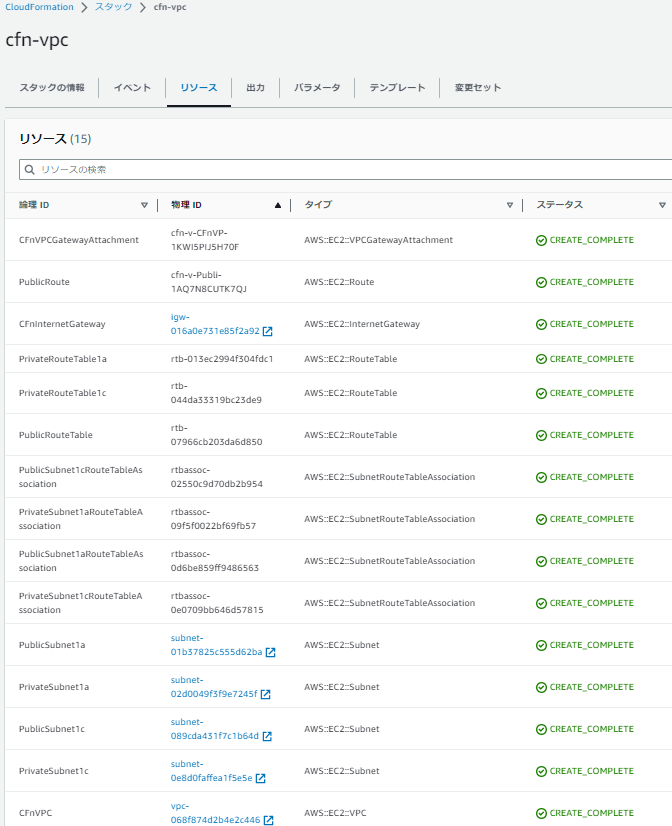 CloudFormation > スタック > cfn-vpc
cfn-vpc
スタックの情報 イベント リソース 出力 パラメータ テンプレート 変更セット
リソース (15)
リソースの検索
論理 ID 物理 ID タイプ ステータス
CFnVPCGatewayAttachment cfn-v-CFnVP-
1KWI5PIJ5H70F AWS::EC2::VPCGatewayAttachment CREATE_COMPLETE
PublicRoute cfn-v-Publi-
1AQ7N8CUTK7QJ AWS::EC2::Route CREATE_COMPLETE
CFnInternetGateway igw-
016a0e731e85f2a92 AWS::EC2::InternetGateway CREATE_COMPLETE
PrivateRouteTable1a rtb-013ec2994f304fdc1 AWS::EC2::RouteTable CREATE_COMPLETE
PrivateRouteTable1c rtb-
044da33319bc23de9 AWS::EC2::RouteTable CREATE_COMPLETE
PublicRouteTable rtb-
07966cb203da6d850 AWS::EC2::RouteTable CREATE_COMPLETE
PublicSubnet1cRouteTableAs
sociation rtbassoc-
02550c9d70db2b954 AWS::EC2::SubnetRouteTableAssociation CREATE_COMPLETE
PrivateSubnet1aRouteTableA
ssociation rtbassoc-
09f5f0022bf69fb57 AWS::EC2::SubnetRouteTableAssociation CREATE_COMPLETE
PublicSubnet1aRouteTableAs
sociation rtbassoc-
0d6be859ff9486563 AWS::EC2::SubnetRouteTableAssociation CREATE_COMPLETE
PrivateSubnet1cRouteTableA
ssociation rtbassoc-
0e0709bb646d57815 AWS::EC2::SubnetRouteTableAssociation CREATE_COMPLETE
PublicSubnet1a subnet-
01b37825c555d62ba AWS::EC2::Subnet CREATE_COMPLETE
PrivateSubnet1a subnet-
02d0049f3f9e7245f AWS::EC2::Subnet CREATE_COMPLETE
PublicSubnet1c subnet-
089cda431f7c1b64d AWS::EC2::Subnet CREATE_COMPLETE
PrivateSubnet1c subnet-
0e8d0faffea1f5e5e AWS::EC2::Subnet CREATE_COMPLETE
CFnVPC vpc-
068f874d2b4e2c446 AWS::EC2::VPC CREATE_COMPLETE